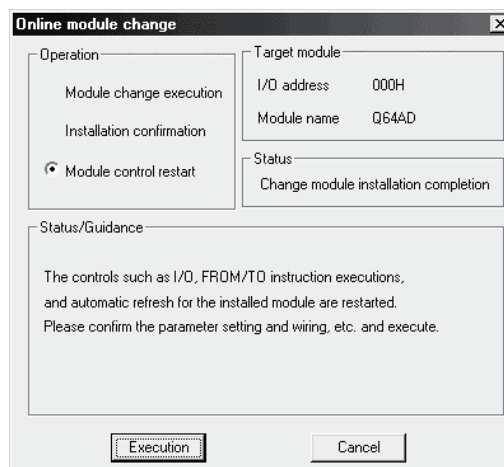 Online module change
Operation
Module change execution
Installation confirmation
Module control restart
Target module
I/O address 000H
Module name Q64AD
Status
Change module installation completion
Status/Guidance
The controls such as I/O, FROM/TO instruction executions,
and automatic refresh for the installed module are restarted.
Please confirm the parameter setting and wiring, etc. and execute.
Execution
Cancel